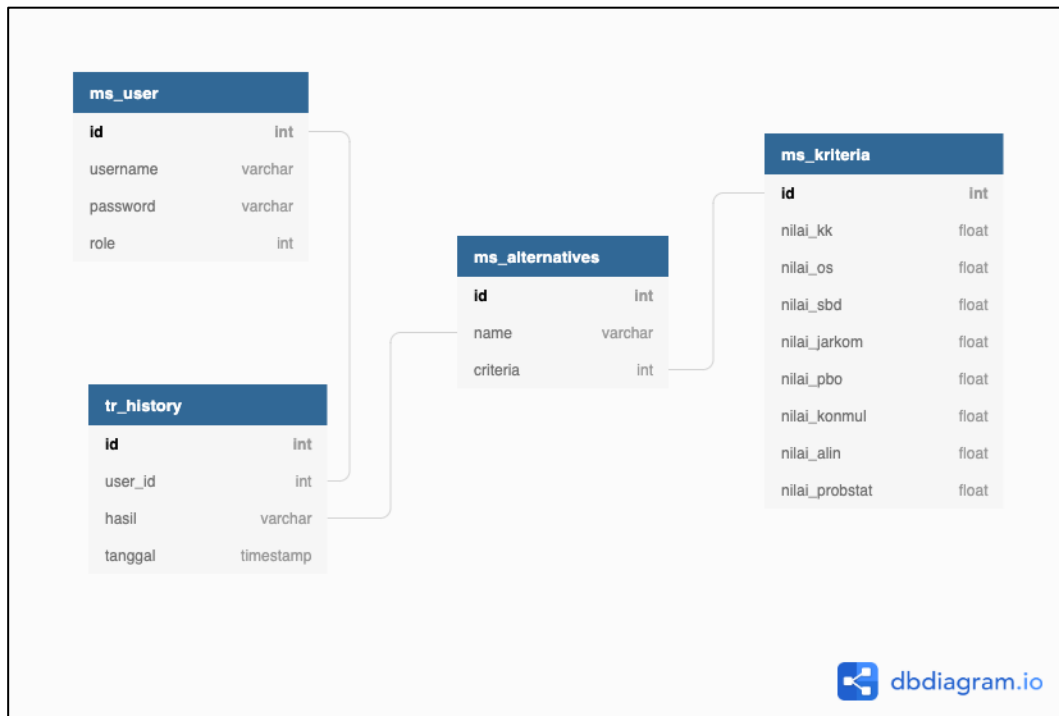 ms_user
id int
username varchar
password varchar
role int
tr_history
id int
user_id int
hasil varchar
tanggal timestamp
ms_alternatives
id int
name varchar
criteria int
ms_kriteria
id int
nilai_kk float
nilai_os float
nilai_sbd float
nilai_jarkom float
nilai_pbo float
nilai_konmul float
nilai_alin float
nilai_probstat float
dbdiagram.io